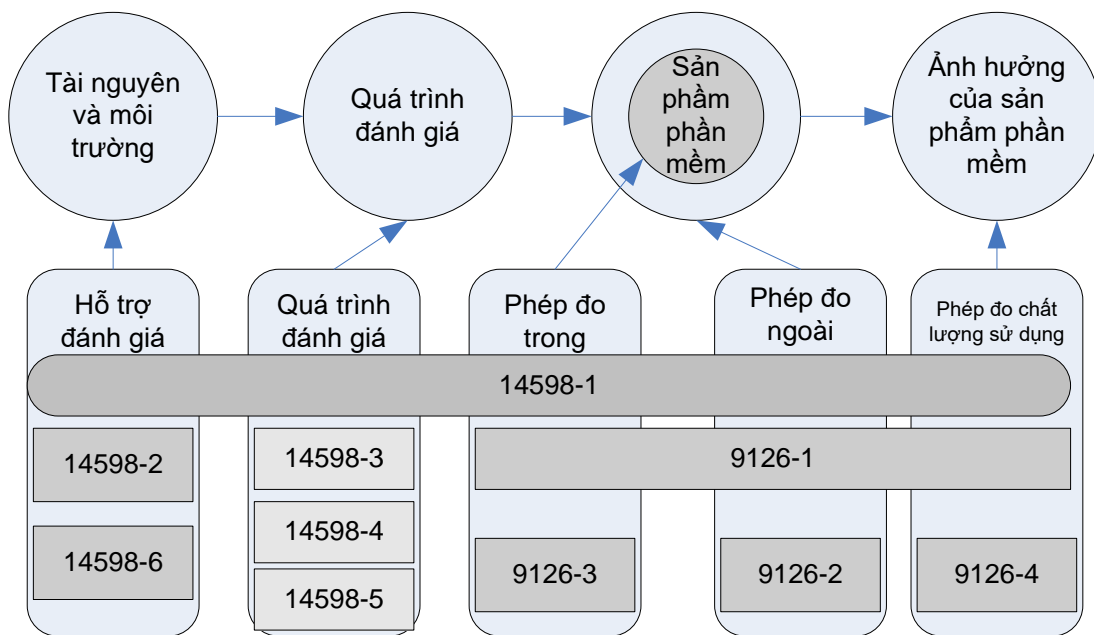 Tài nguyên
và môi
trường
Quá trình
đánh giá
Sản
phầm
phần
mềm
Ảnh hưởng
của sản
phẩm phần
mềm
Hỗ trợ
đánh giá
Quá trình
đánh giá
Phép đo
trong
Phép đo
ngoài
Phép đo chất
lượng sử dụng
14598-1
14598-2
14598-3
9126-1
14598-4
14598-6
9126-3
9126-2
9126-4
14598-5